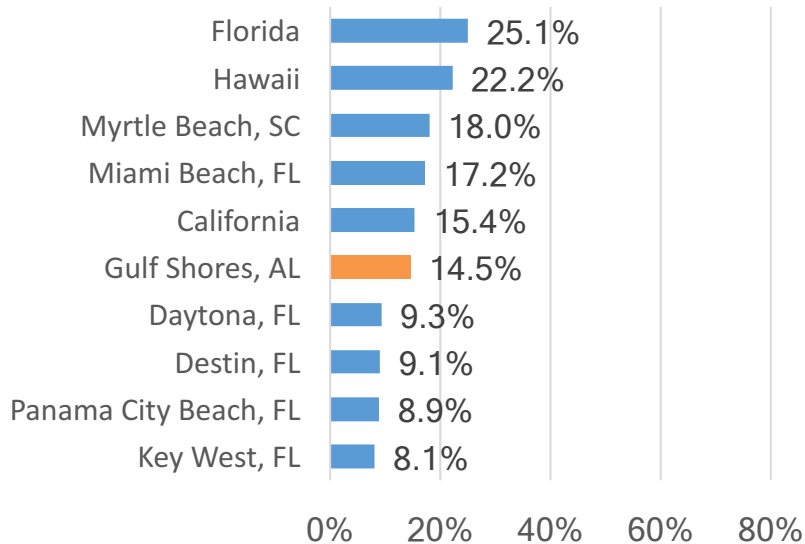 Florida 25.1%
Hawaii 22.2%
Myrtle Beach, SC 18.0%
Miami Beach, FL 17.2%
California 15.4%
Gulf Shores, AL 14.5%
Daytona, FL 9.3%
Destin, FL 9.1%
Panama City Beach, FL 8.9%
Key West, FL 8.1%
0% 20% 40% 60% 80%